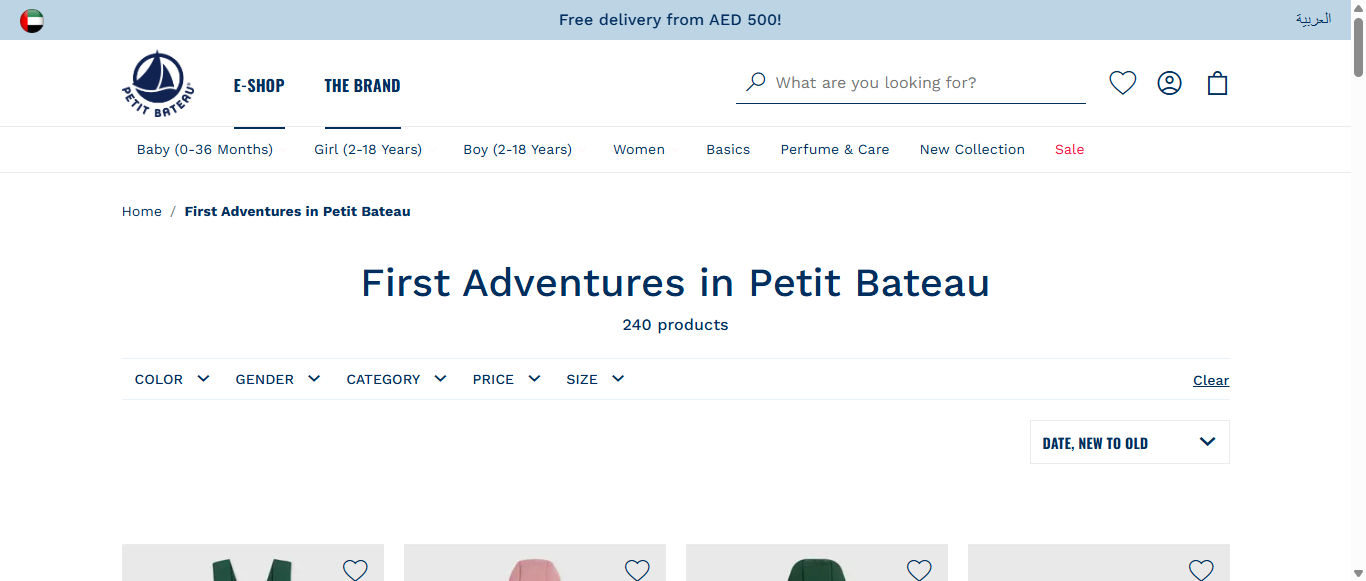 Free delivery from AED 500!
العربية
PETIT BATEAU
E-SHOP
THE BRAND
What are you looking for?
Baby (0-36 Months)
Girl (2-18 Years)
Boy (2-18 Years)
Women
Basics
Perfume & Care
New Collection
Sale
Home / First Adventures in Petit Bateau
First Adventures in Petit Bateau
240 products
COLOR
GENDER
CATEGORY
PRICE
SIZE
Clear
DATE, NEW TO OLD